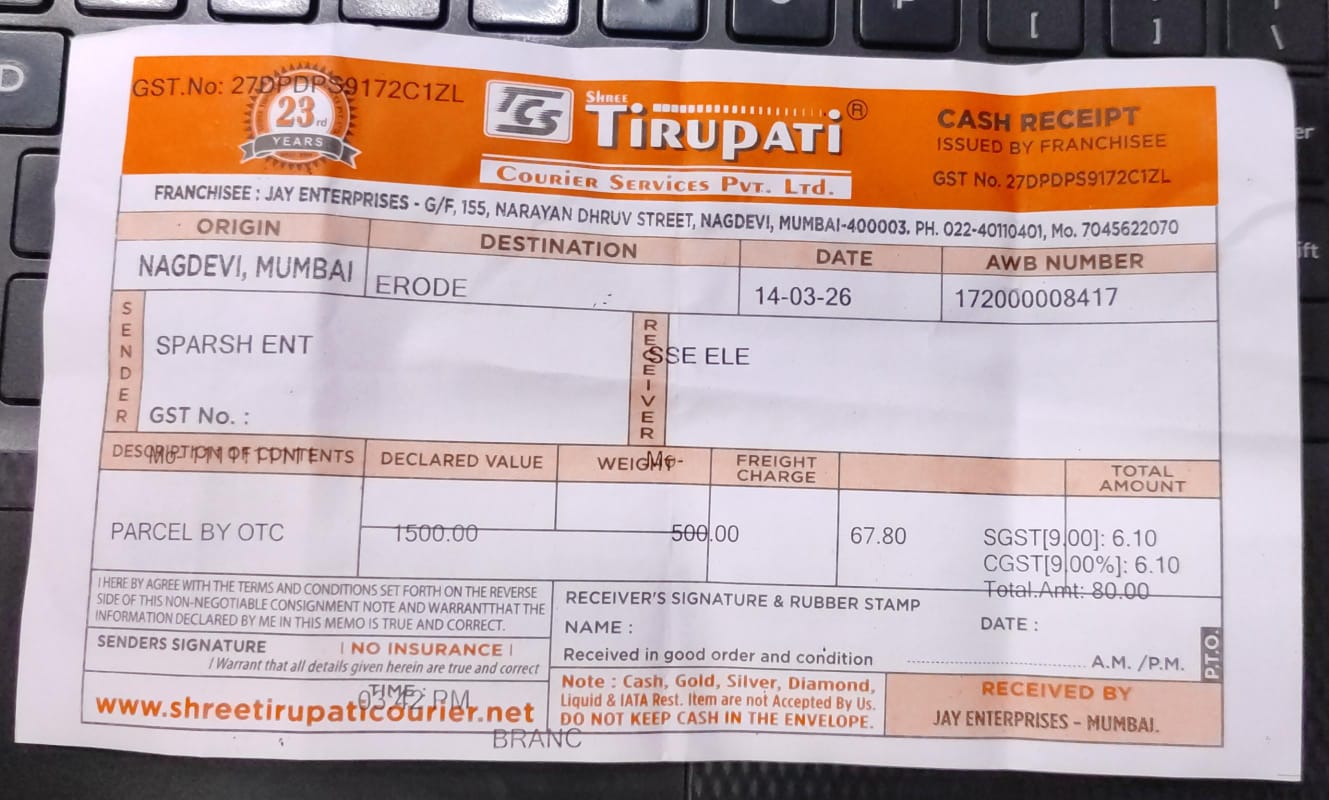 GST.No: 27DPDPS9172C1ZL
23rd
YEARS
TCS
SHREE
TIRUPATI ®
COURIER SERVICES PVT. LTD.
CASH RECEIPT
ISSUED BY FRANCHISEE
GST No. 27DPDPS9172C1ZL
FRANCHISEE : JAY ENTERPRISES - G/F, 155, NARAYAN DHRUV STREET, NAGDEVI, MUMBAI-400003. PH. 022-40110401, Mo. 7045622070
ORIGIN DESTINATION DATE AWB NUMBER
NAGDEVI, MUMBAI ERODE 14-03-26 172000008417
SENDER
SPARSH ENT
GST No. :
RECEIVER
SSE ELE
DESCRIPTION OF CONTENTS DECLARED VALUE WEIGHT FREIGHT CHARGE TOTAL AMOUNT
Mo- Mo-
PARCEL BY OTC 1500.00 500.00 67.80 SGST[9.00]: 6.10
CGST[9.00%]: 6.10
Total.Amt: 80.00
I HERE BY AGREE WITH THE TERMS AND CONDITIONS SET FORTH ON THE REVERSE
SIDE OF THIS NON-NEGOTIABLE CONSIGNMENT NOTE AND WARRANTTHAT THE
INFORMATION DECLARED BY ME IN THIS MEMO IS TRUE AND CORRECT.
SENDERS SIGNATURE | NO INSURANCE |
I Warrant that all details given herein are true and correct
TIME:
03:42 PM
www.shreetirupaticourier.net
BRANC
RECEIVER'S SIGNATURE & RUBBER STAMP
NAME : DATE :
Received in good order and condition A.M. /P.M.
P.T.O.
Note : Cash, Gold, Silver, Diamond,
Liquid & IATA Rest. Item are not Accepted By Us.
DO NOT KEEP CASH IN THE ENVELOPE.
RECEIVED BY
JAY ENTERPRISES - MUMBAI.